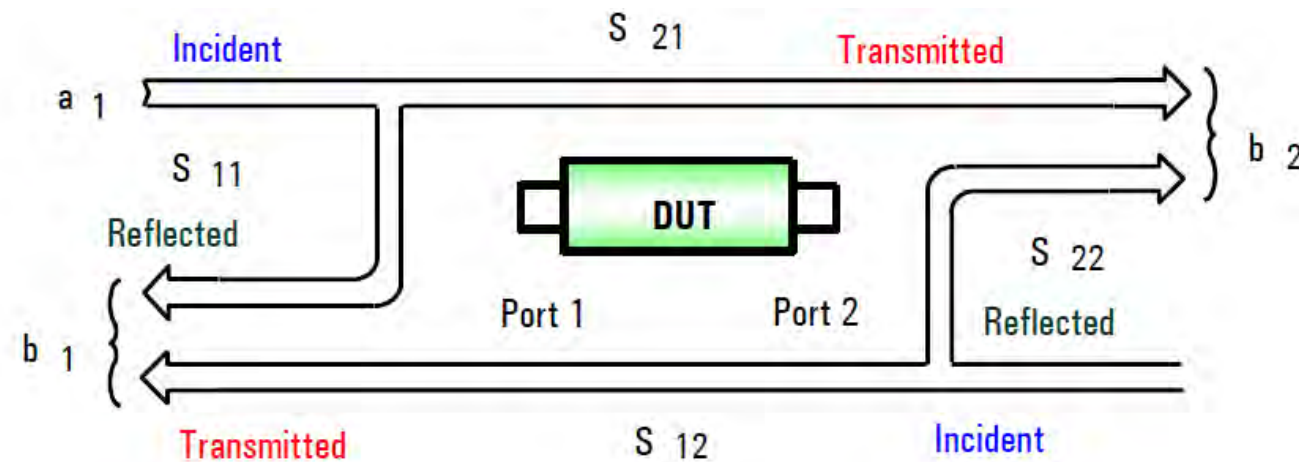 S 21
Incident
Transmitted
a 1
b 2
S 11
DUT
Reflected
S 22
Port 1
Port 2
Reflected
b 1
Transmitted
S 12
Incident